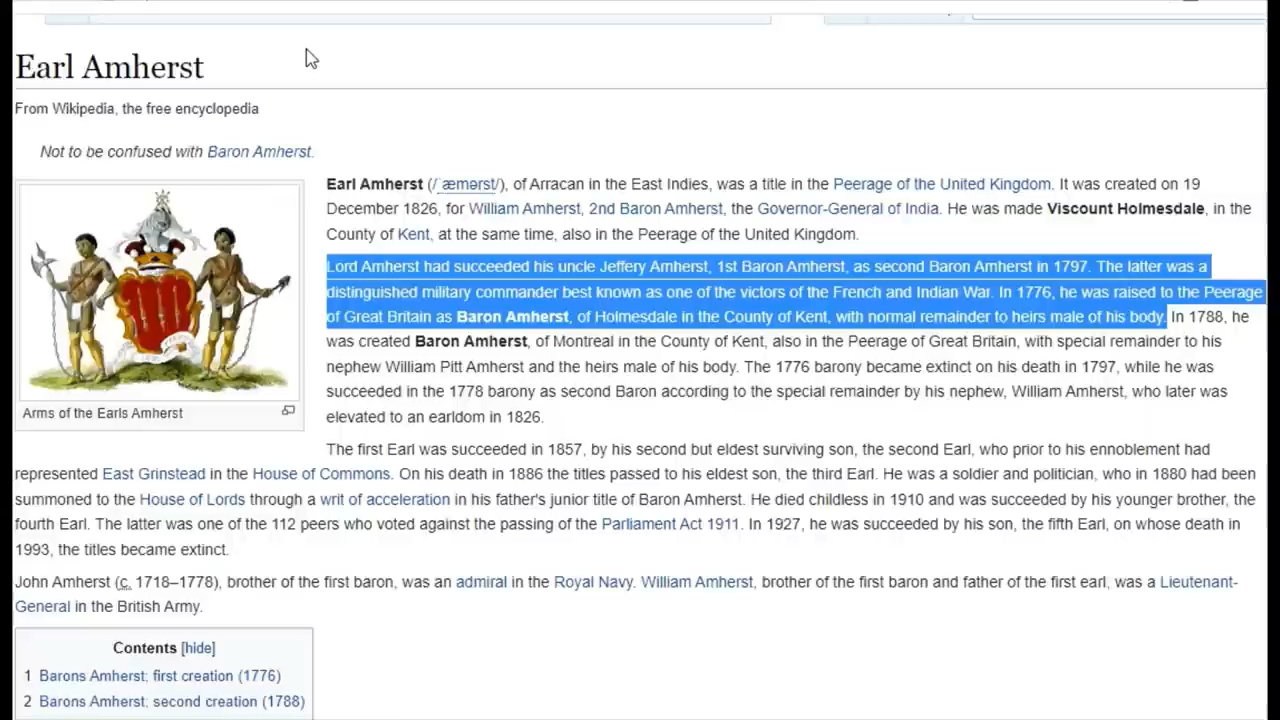 Earl Amherst
From Wikipedia, the free encyclopedia
Not to be confused with Baron Amherst.
Arms of the Earls Amherst
Earl Amherst (/ˈæmərst/), of Arracan in the East Indies, was a title in the Peerage of the United Kingdom. It was created on 19
December 1826, for William Amherst, 2nd Baron Amherst, the Governor-General of India. He was made Viscount Holmesdale, in the
County of Kent, at the same time, also in the Peerage of the United Kingdom.
Lord Amherst had succeeded his uncle Jeffery Amherst, 1st Baron Amherst, as second Baron Amherst in 1797. The latter was a
distinguished military commander best known as one of the victors of the French and Indian War. In 1776, he was raised to the Peerage
of Great Britain as Baron Amherst, of Holmesdale in the County of Kent, with normal remainder to heirs male of his body. In 1788, he
was created Baron Amherst, of Montreal in the County of Kent, also in the Peerage of Great Britain, with special remainder to his
nephew William Pitt Amherst and the heirs male of his body. The 1776 barony became extinct on his death in 1797, while he was
succeeded in the 1778 barony as second Baron according to the special remainder by his nephew, William Amherst, who later was
elevated to an earldom in 1826.
The first Earl was succeeded in 1857, by his second but eldest surviving son, the second Earl, who prior to his ennoblement had
represented East Grinstead in the House of Commons. On his death in 1886 the titles passed to his eldest son, the third Earl. He was a soldier and politician, who in 1880 had been
summoned to the House of Lords through a writ of acceleration in his father's junior title of Baron Amherst. He died childless in 1910 and was succeeded by his younger brother, the
fourth Earl. The latter was one of the 112 peers who voted against the passing of the Parliament Act 1911. In 1927, he was succeeded by his son, the fifth Earl, on whose death in
1993, the titles became extinct.
John Amherst (c. 1718–1778), brother of the first baron, was an admiral in the Royal Navy. William Amherst, brother of the first baron and father of the first earl, was a Lieutenant-
General in the British Army.
Contents [hide]
1 Barons Amherst; first creation (1776)
2 Barons Amherst; second creation (1788)